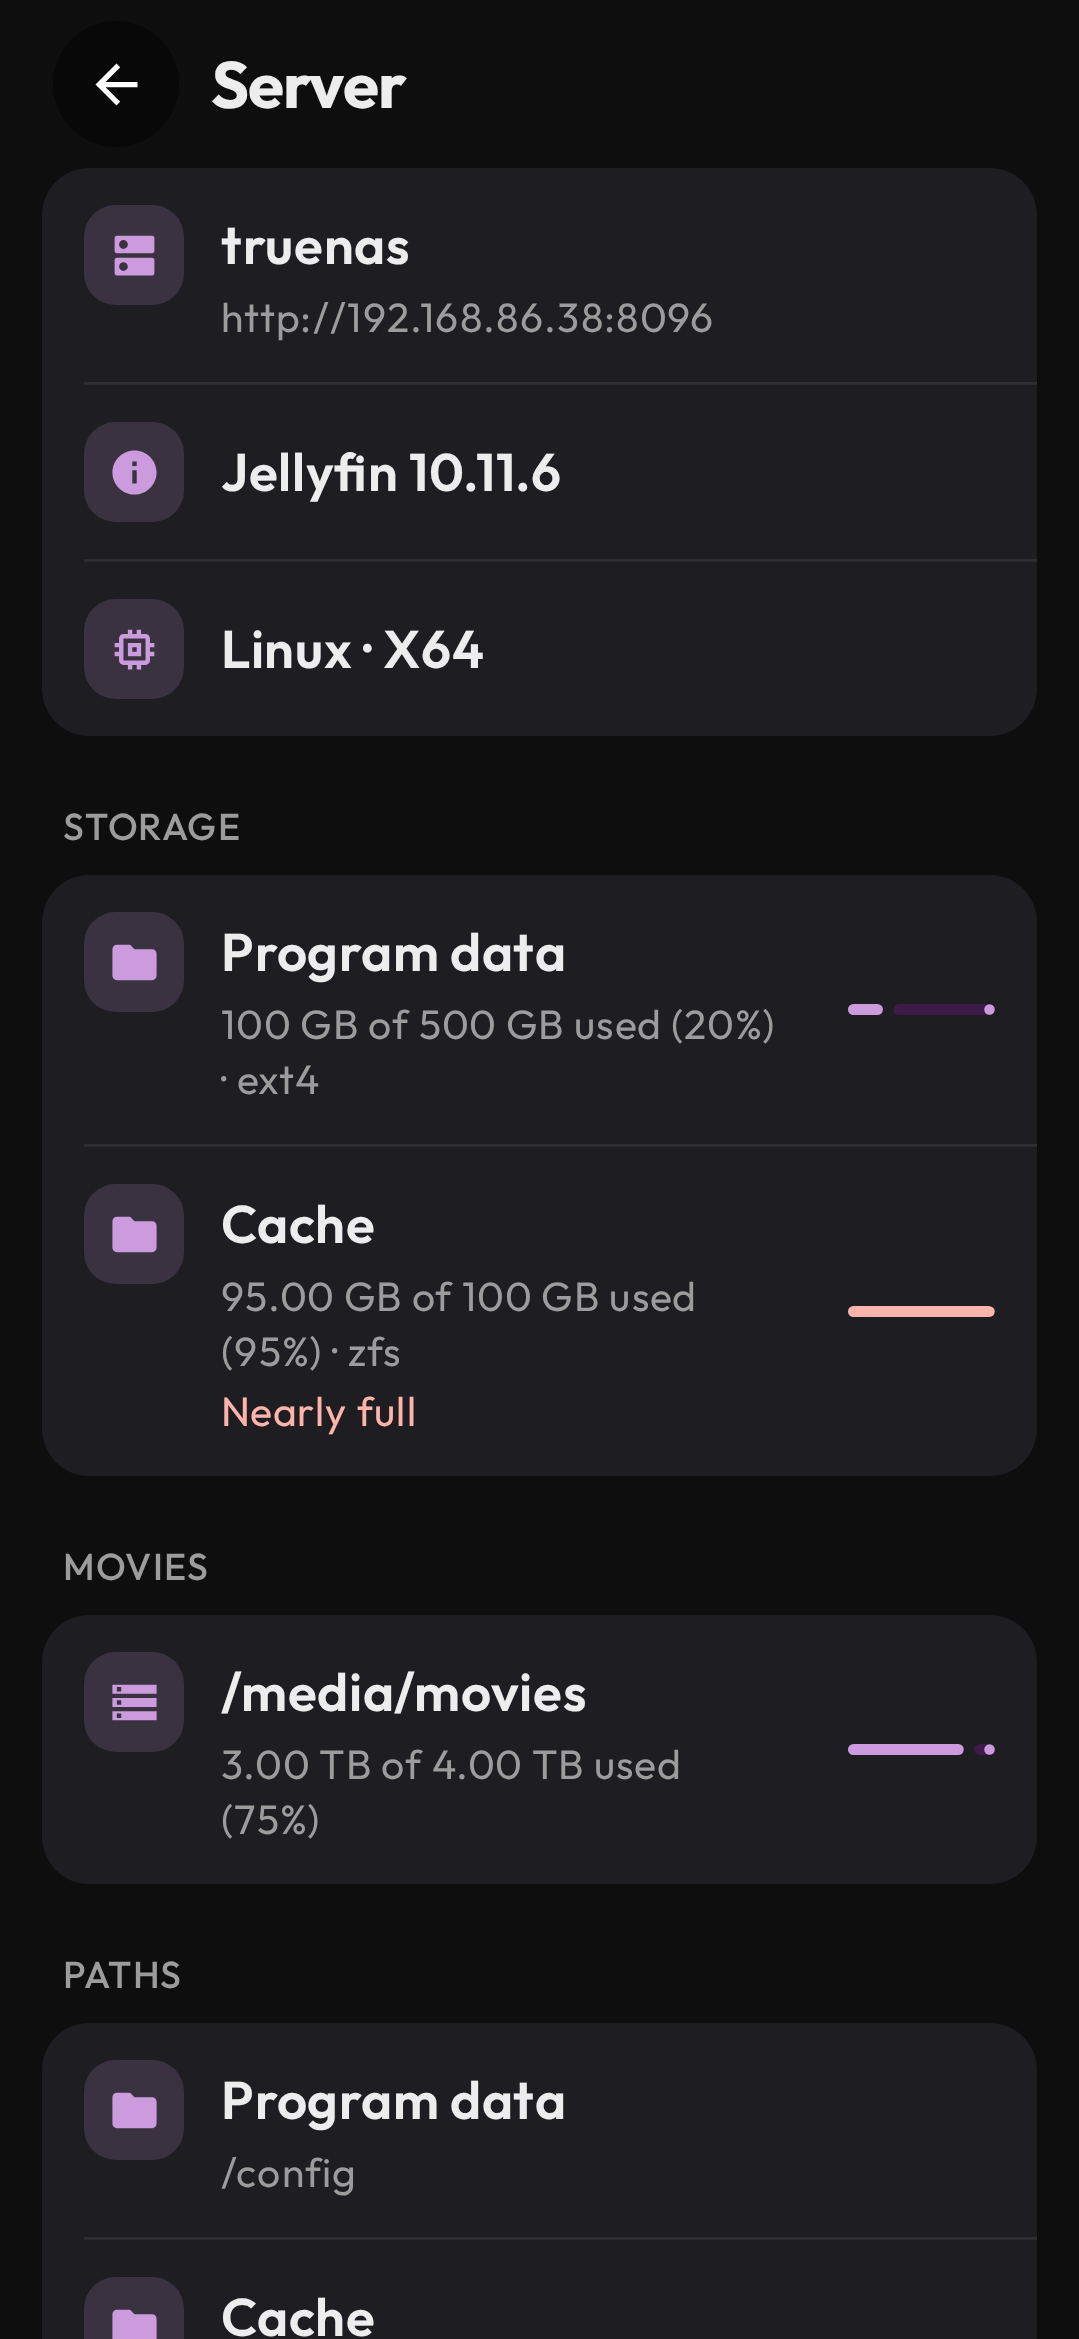 Server
truenas
http://192.168.86.38:8096
Jellyfin 10.11.6
Linux · X64
STORAGE
Program data
100 GB of 500 GB used (20%)
· ext4
Cache
95.00 GB of 100 GB used
(95%) · zfs
Nearly full
MOVIES
/media/movies
3.00 TB of 4.00 TB used
(75%)
PATHS
Program data
/config
Cache